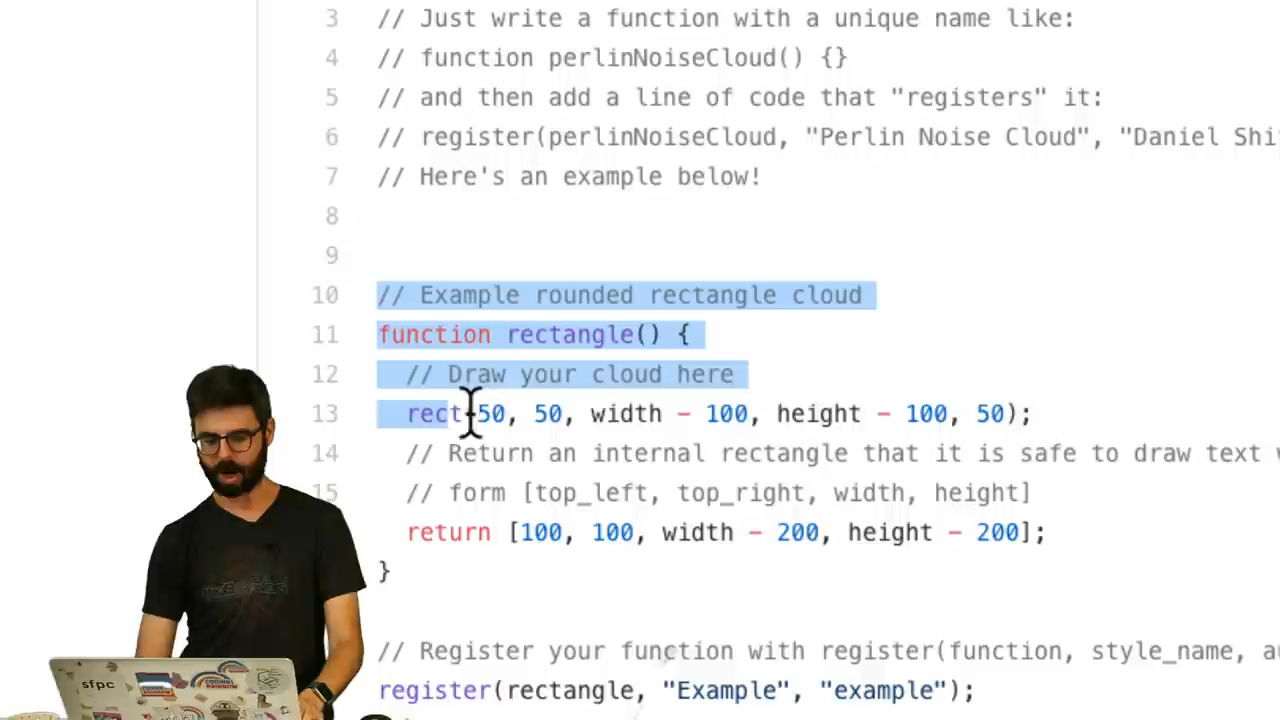 3 // Just write a function with a unique name like:
4 // function perlinNoiseCloud() {}
5 // and then add a line of code that "registers" it:
6 // register(perlinNoiseCloud, "Perlin Noise Cloud", "Daniel Shi
7 // Here's an example below!
8
9
10 // Example rounded rectangle cloud
11 function rectangle() {
12 // Draw your cloud here
13 rect 50, 50, width - 100, height - 100, 50);
14 // Return an internal rectangle that it is safe to draw text
15 // form [top_left, top_right, width, height]
return [100, 100, width - 200, height - 200];
}
// Register your function with register(function, style_name, au
register(rectangle, "Example", "example");
sfpc
CODING
RAINBOW